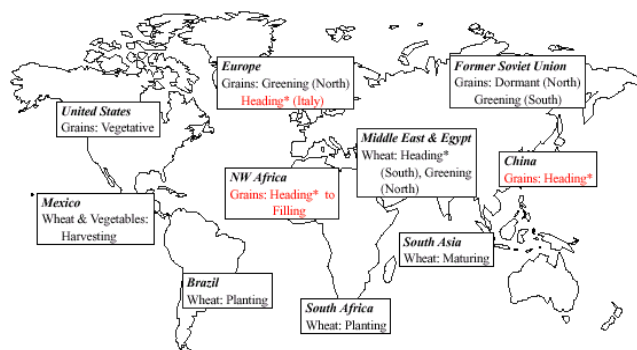 Europe
Grains: Greening (North)
Heading* (Italy)
Former Soviet Union
Grains: Dormant (North)
Greening (South)
United States
Grains: Vegetative
Middle East & Egypt
Wheat: Heading*
(South), Greening
(North)
China
Grains: Heading*
NW Africa
Grains: Heading* to
Filling
Mexico
Wheat & Vegetables:
Harvesting
South Asia
Wheat: Maturing
Brazil
Wheat: Planting
South Africa
Wheat: Planting